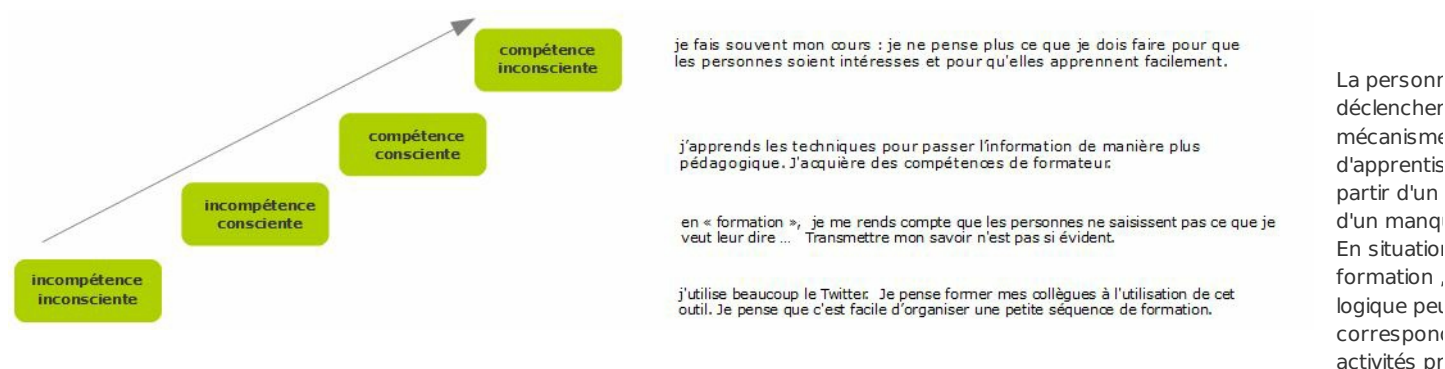 compétence
inconsciente
je fais souvent mon cours : je ne pense plus ce que je dois faire pour que
les personnes soient intéresses et pour qu'elles apprennent facilement.
compétence
consciente
j'apprends les techniques pour passer l'information de manière plus
pédagogique. J'acquière des compétences de formateur.
incompétence
consciente
en « formation », je me rends compte que les personnes ne saisissent pas ce que je
veut leur dire ... Transmettre mon savoir n'est pas si évident.
incompétence
inconsciente
j'utilise beaucoup le Twitter. Je pense former mes collègues à l'utilisation de cet
outil. Je pense que c'est facile d'organiser une petite séquence de formation.
La personn
déclencher
mécanisme
d'apprentis
partir d'un
d'un manqu
En situation
formation ,
logique peu
correspond
activités pr